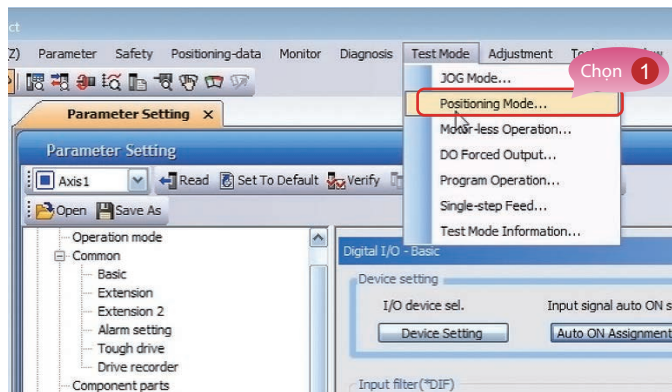 ct
Z) Parameter Safety Positioning-data Monitor Diagnosis Test Mode Adjustment
Chọn 1
JOG Mode...
Positioning Mode...
Motor-less Operation...
DO Forced Output...
Program Operation...
Single-step Feed...
Test Mode Information...
Parameter Setting ×
Parameter Setting
Axis1 Read Set To Default Verify
Open Save As
Operation mode
Common
Basic
Extension
Extension 2
Alarm setting
Tough drive
Drive recorder
Component parts
Digital I/O - Basic
Device setting
I/O device sel. Input signal auto ON s
Device Setting Auto ON Assignment
Input filter(*DIF)